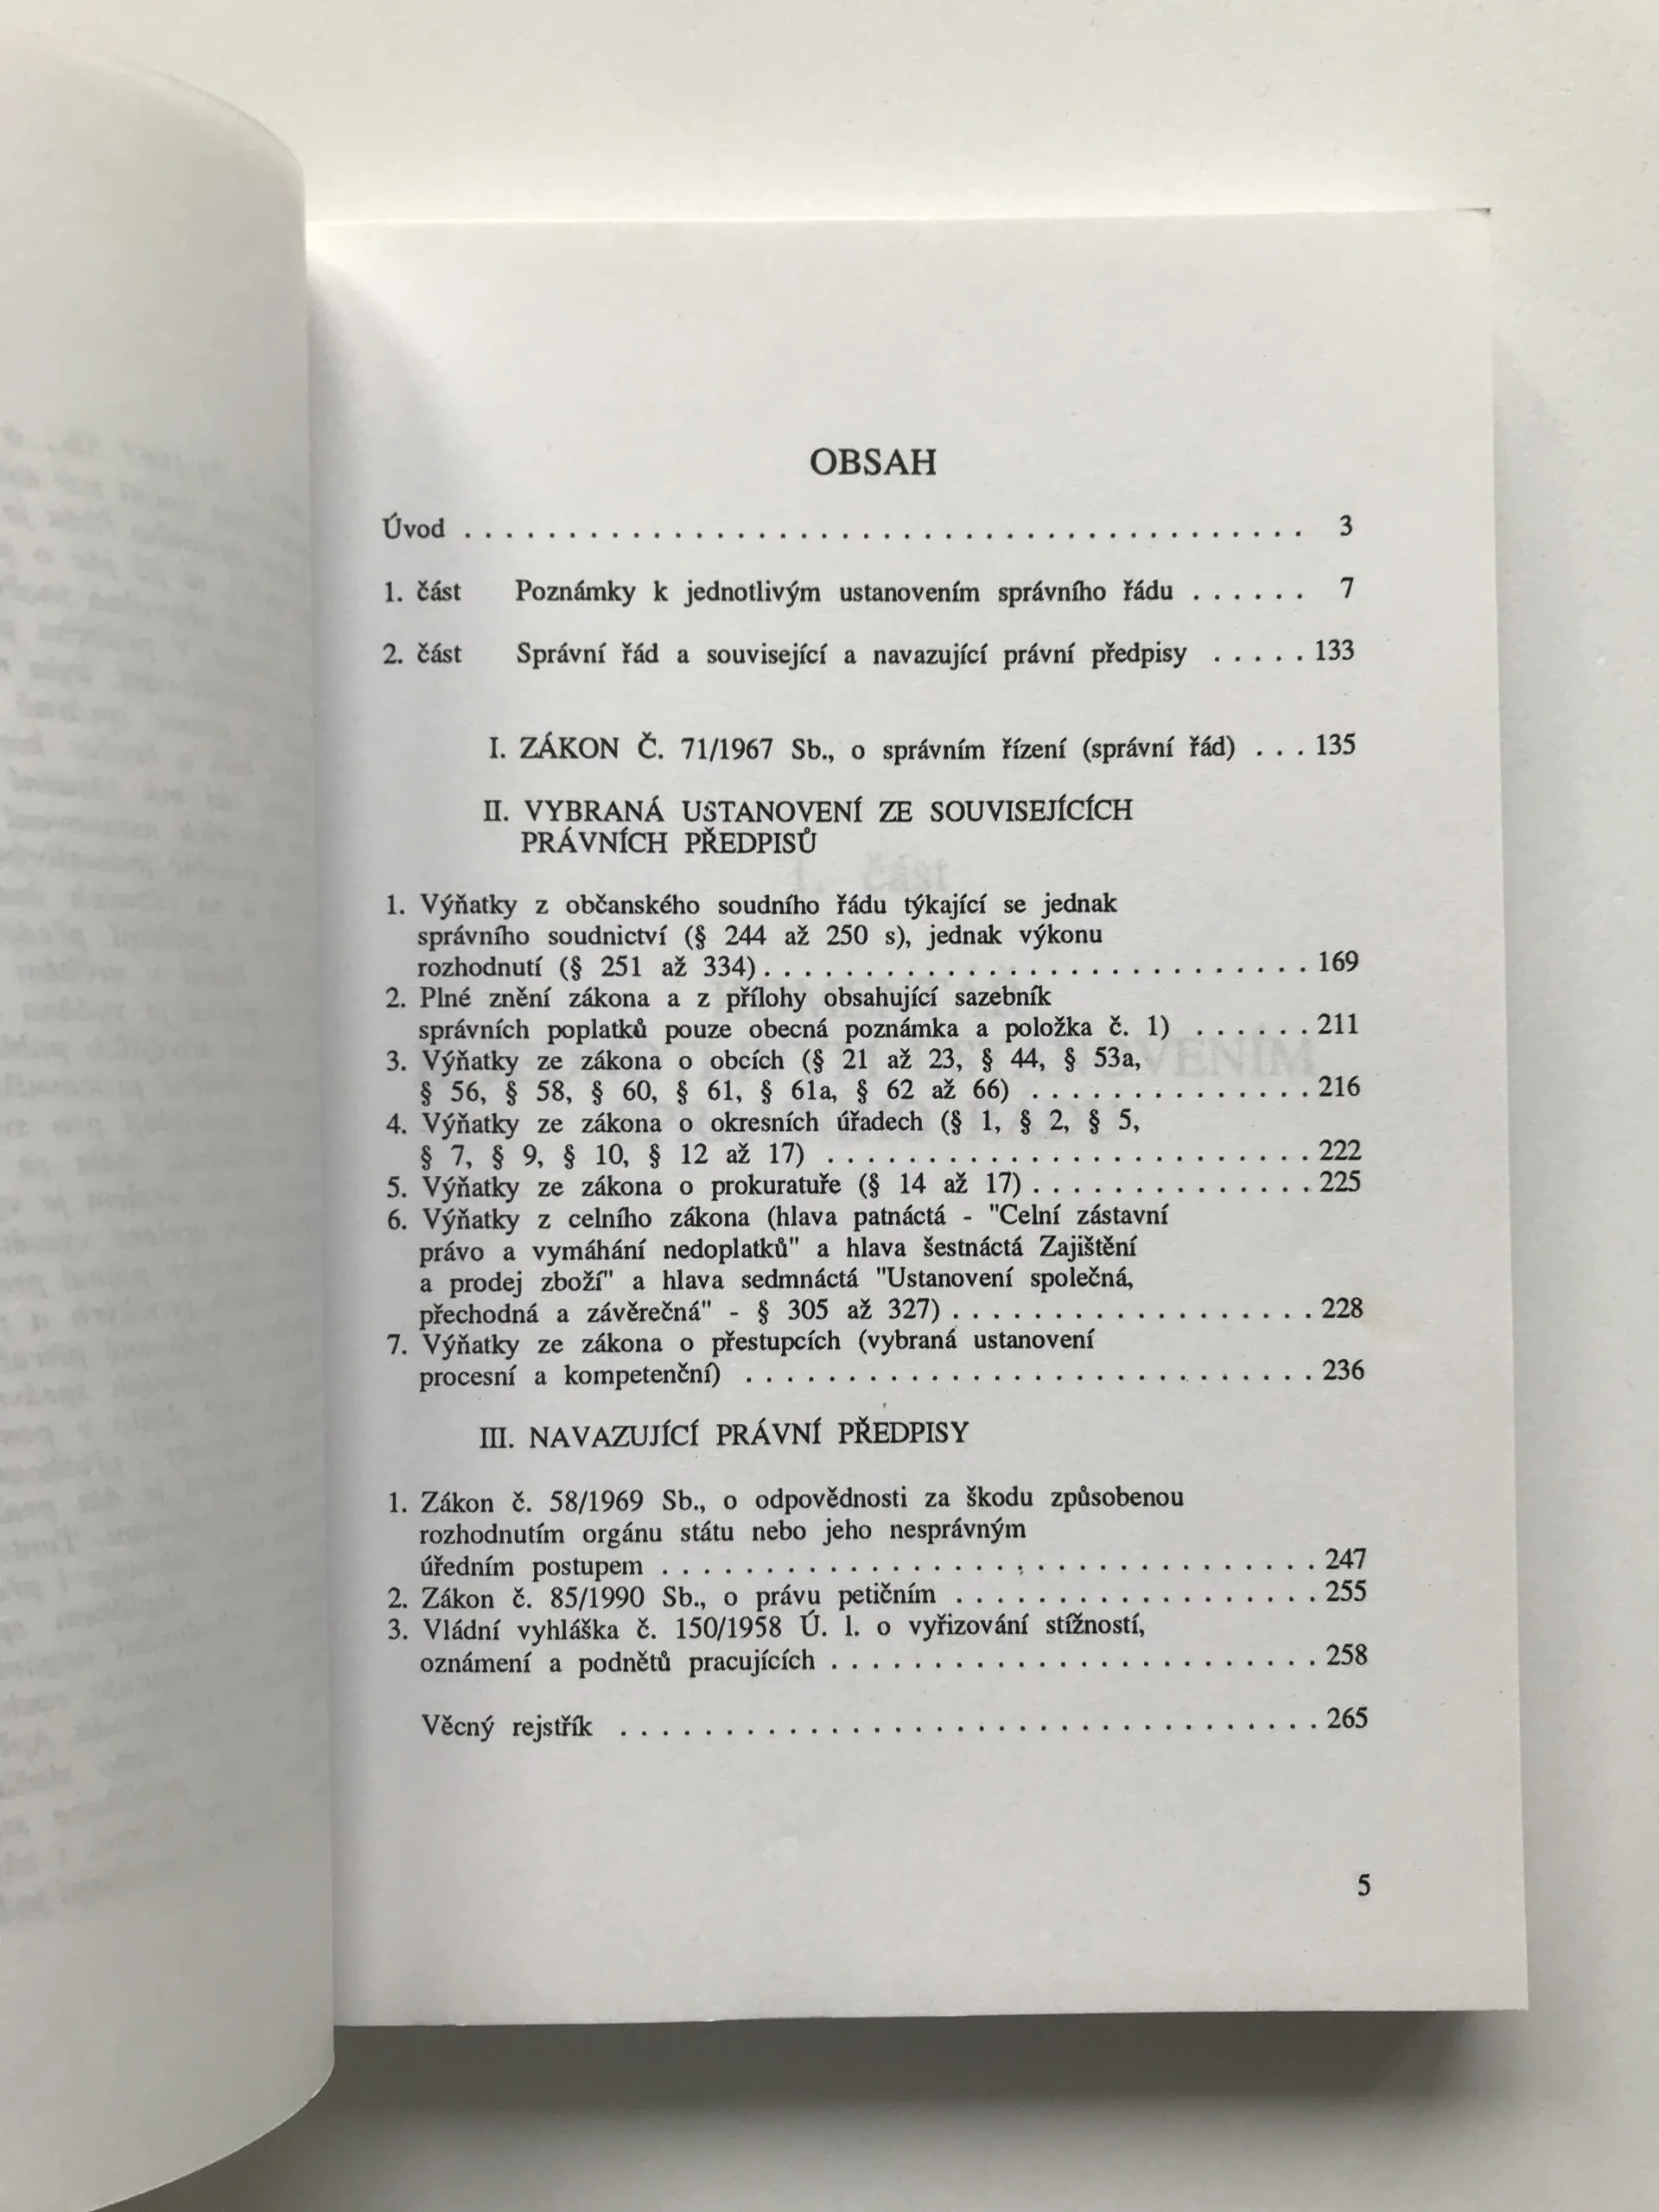 OBSAH
Úvod . . . . . . . . . . . . . . . . . . . . . . . . . . . . . . . . . . . . . . . . . 3
1. část Poznámky k jednotlivým ustanovením správního řádu . . . . . . 7
2. část Správní řád a související a navazující právní předpisy . . . . . 133
I. ZÁKON Č. 71/1967 Sb., o správním řízení (správní řád) . . . 135
II. VYBRANÁ USTANOVENÍ ZE SOUVISEJÍCÍCH
PRÁVNÍCH PŘEDPISŮ
1. Výňatky z občanského soudního řádu týkající se jednak
správního soudnictví (§ 244 až 250 s), jednak výkonu
rozhodnutí (§ 251 až 334) . . . . . . . . . . . . . . . . . . . . . . . . . . . 169
2. Plné znění zákona a z přílohy obsahující sazebník
správních poplatků pouze obecná poznámka a položka č. 1) . . . . . . 211
3. Výňatky ze zákona o obcích (§ 21 až 23, § 44, § 53a,
§ 56, § 58, § 60, § 61, § 61a, § 62 až 66) . . . . . . . . . . . . . . 216
4. Výňatky ze zákona o okresních úřadech (§ 1, § 2, § 5,
§ 7, § 9, § 10, § 12 až 17) . . . . . . . . . . . . . . . . . . . . . . . . 222
5. Výňatky ze zákona o prokuratuře (§ 14 až 17) . . . . . . . . . . . . . . 225
6. Výňatky z celního zákona (hlava patnáctá - "Celní zástavní
právo a vymáhání nedoplatků" a hlava šestnáctá Zajištění
a prodej zboží" a hlava sedmnáctá "Ustanovení společná,
přechodná a závěrečná" - § 305 až 327) . . . . . . . . . . . . . . . . . . 228
7. Výňatky ze zákona o přestupcích (vybraná ustanovení
procesní a kompetenční) . . . . . . . . . . . . . . . . . . . . . . . . . . . . 236
III. NAVAZUJÍCÍ PRÁVNÍ PŘEDPISY
1. Zákon č. 58/1969 Sb., o odpovědnosti za škodu způsobenou
rozhodnutím orgánu státu nebo jeho nesprávným
úředním postupem . . . . . . . . . . . . . . . . . . . . . . . . . . . . . . . . 247
2. Zákon č. 85/1990 Sb., o právu petičním . . . . . . . . . . . . . . . . . . 255
3. Vládní vyhláška č. 150/1958 Ú. l. o vyřizování stížností,
oznámení a podnětů pracujících . . . . . . . . . . . . . . . . . . . . . . . . 258
Věcný rejstřík . . . . . . . . . . . . . . . . . . . . . . . . . . . . . . . . . . 265
5